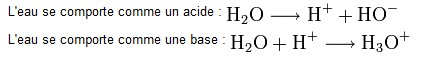 L'eau se comporte comme un acide : H₂O ⟶ H⁺ + HO⁻
L'eau se comporte comme une base : H₂O + H⁺ ⟶ H₃O⁺